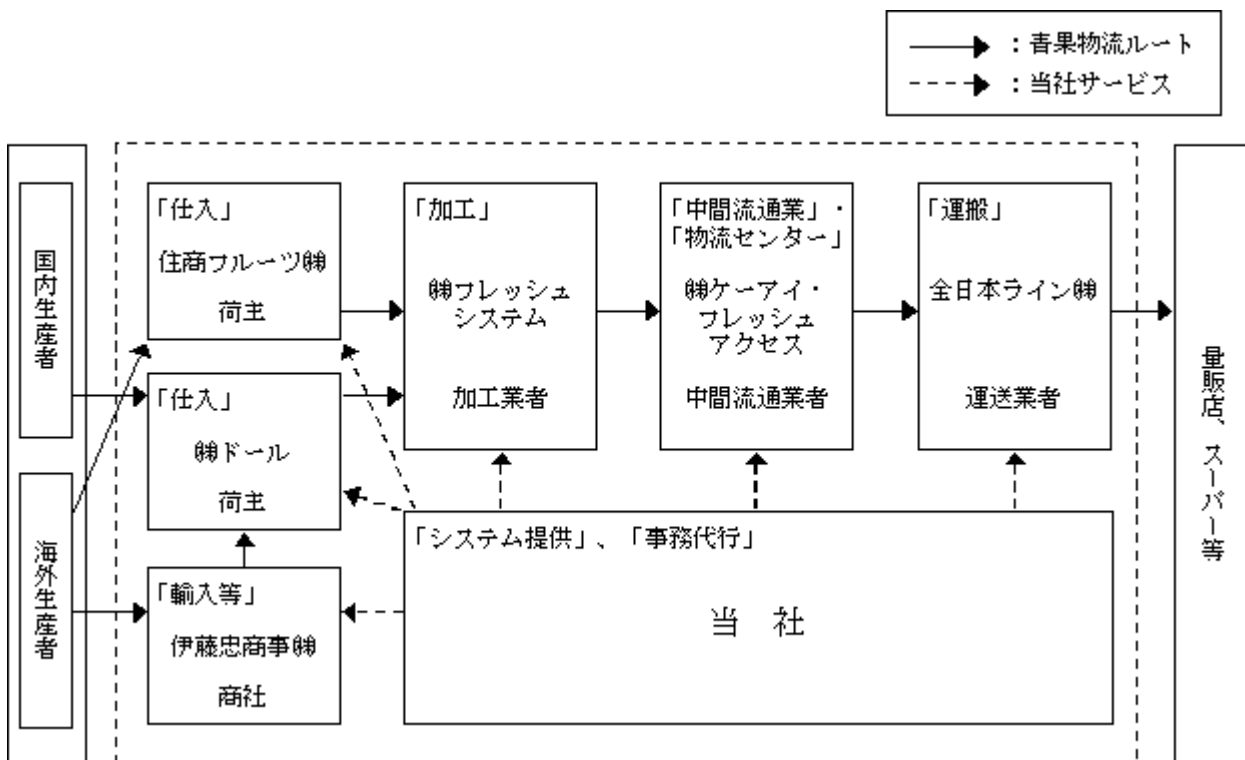 ：青果物流ルート
：当社サービス
国内生産者
海外生産者
「仕入」
住商フルーツ㈱
荷主
「仕入」
㈱ドール
荷主
「輸入等」
伊藤忠商事㈱
商社
「加工」
㈱フレッシュ
システム
加工業者
「中間流通業」・
「物流センター」
㈱ケーアイ・
フレッシュ
アクセス
中間流通業者
「運搬」
全日本ライン㈱
運送業者
「システム提供」、「事務代行」
当 社
量販店、スーパー等